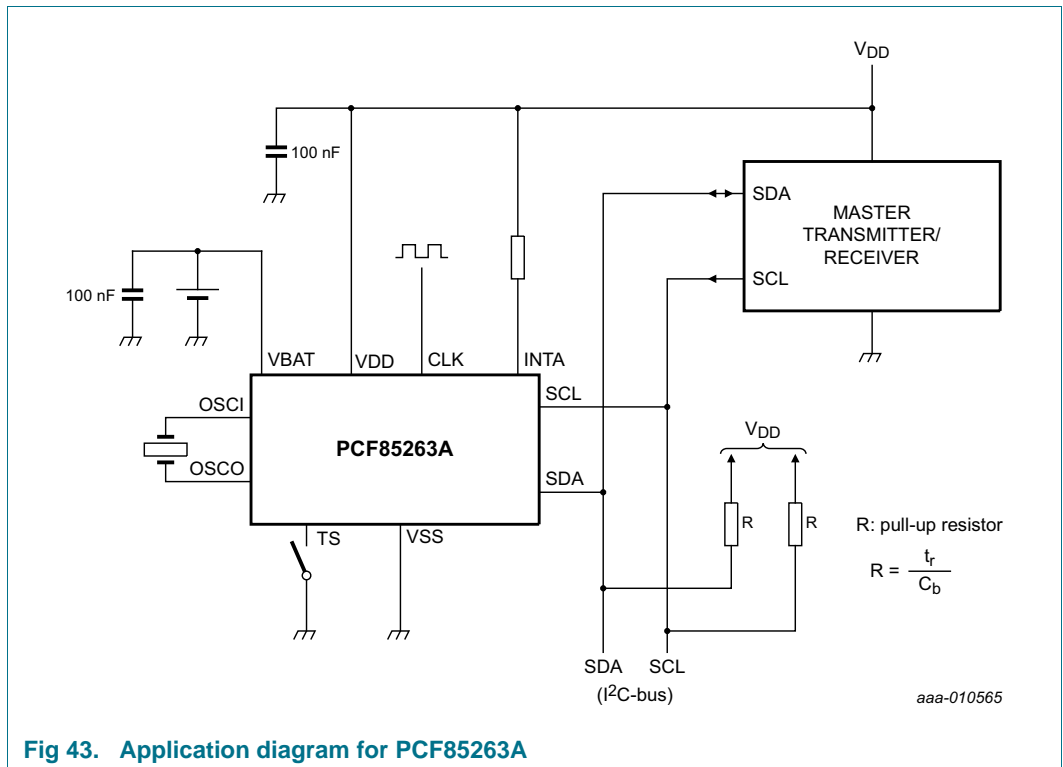 VDD
100 nF
SDA
MASTER
TRANSMITTER/
RECEIVER
SCL
100 nF
VBAT
VDD
CLK
INTA
OSCI
SCL
PCF85263A
VDD
OSCO
SDA
R
R
R: pull-up resistor
TS
VSS
R = tr / Cb
SDA
SCL
(I2C-bus)
aaa-010565
Fig 43. Application diagram for PCF85263A